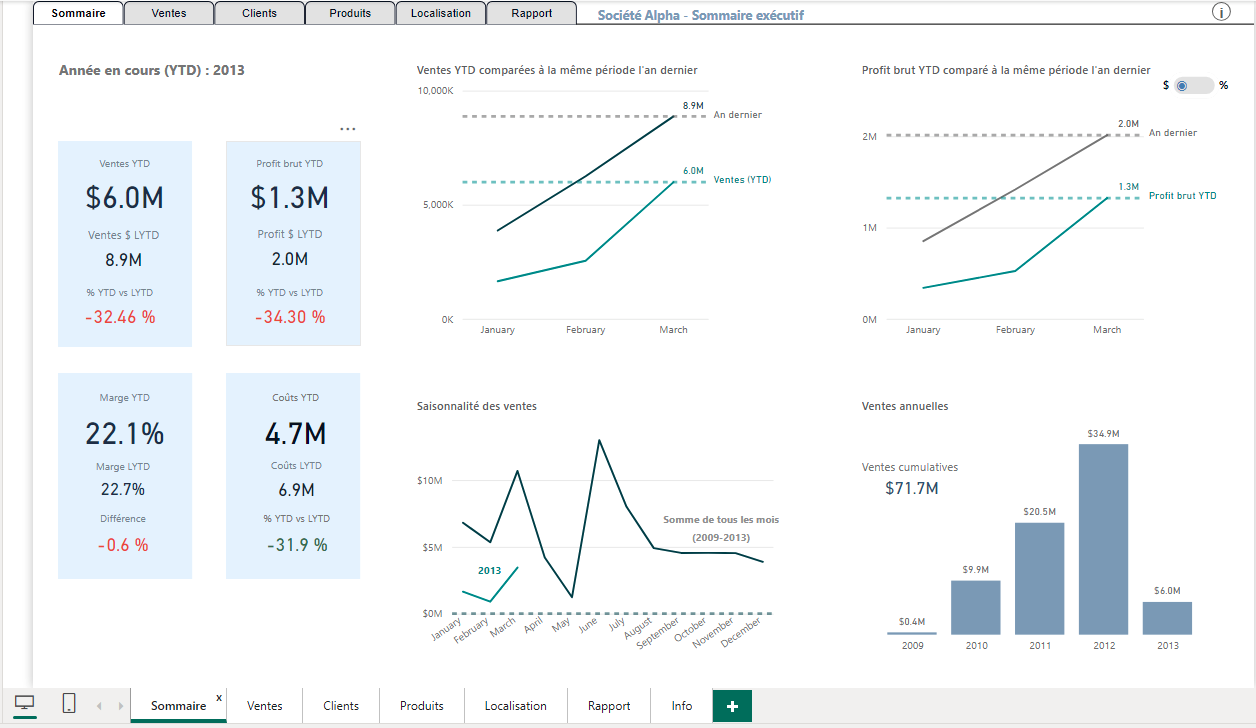 Sommaire
Ventes
Clients
Produits
Localisation
Rapport
Société Alpha - Sommaire exécutif
i
Année en cours (YTD) : 2013
...
Ventes YTD
$6.0M
Ventes $ LYTD
8.9M
% YTD vs LYTD
-32.46 %
Profit brut YTD
$1.3M
Profit $ LYTD
2.0M
% YTD vs LYTD
-34.30 %
Marge YTD
22.1%
Marge LYTD
22.7%
Différence
-0.6 %
Coûts YTD
4.7M
Coûts LYTD
6.9M
% YTD vs LYTD
-31.9 %
Ventes YTD comparées à la même période l'an dernier
10,000K
5,000K
0K
8.9M
An dernier
6.0M
Ventes (YTD)
January
February
March
Profit brut YTD comparé à la même période l'an dernier
$
%
2M
1M
0M
2.0M
An dernier
1.3M
Profit brut YTD
January
February
March
Saisonnalité des ventes
$10M
$5M
$0M
Somme de tous les mois
(2009-2013)
2013
January
February
March
April
May
June
July
August
September
October
November
December
Ventes annuelles
Ventes cumulatives
$71.7M
$0.4M
$9.9M
$20.5M
$34.9M
$6.0M
2009
2010
2011
2012
2013
Sommaire
x
Ventes
Clients
Produits
Localisation
Rapport
Info
+